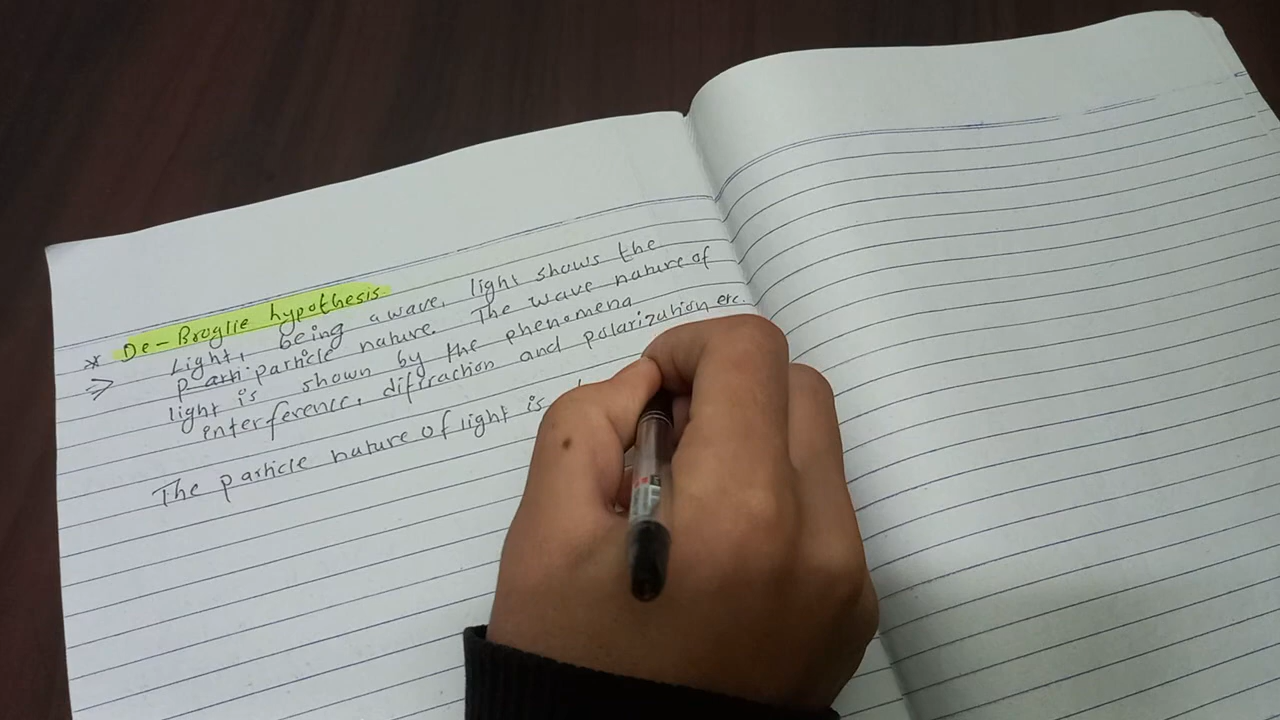 * De-Broglie hypothesis.
⇒ Light, being a wave, light shows the
particle nature. The wave nature of
light is shown by the phenomena
interference, diffraction and polarization etc.
The particle nature of light is